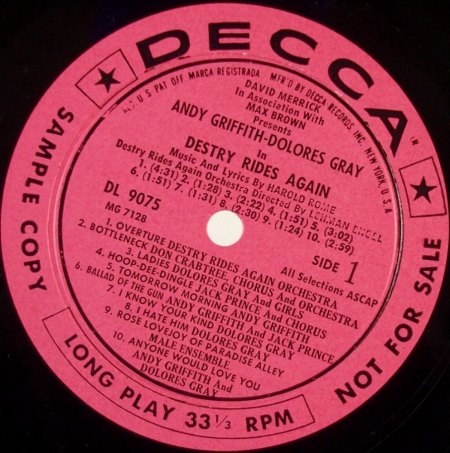 DECCA
REG. U S PAT OFF. MARCA REGISTRADA MFR'D BY DECCA RECORDS, INC., NEW YORK, U. S. A.
DAVID MERRICK
In Association With
MAX BROWN
Presents
ANDY GRIFFITH-DOLORES GRAY
In
DESTRY RIDES AGAIN
Music And Lyrics By HAROLD ROME
Destry Rides Again Orchestra Directed By LEHMAN ENGEL
1. (4:31) 2. (1:28) 3. (2:22) 4. (1:51) 5. (3:02)
6. (1:51) 7. (1:31) 8. (2:30) 9. (1:24) 10. (2:59)
DL 9075
MG 7128
SIDE 1
All Selections ASCAP
1. OVERTURE DESTRY RIDES AGAIN ORCHESTRA
2. BOTTLENECK DON CRABTREE CHORUS And ORCHESTRA
3. LADIES DOLORES GRAY And GIRLS
4. HOOP-DEE-DINGLE JACK PRINCE And CHORUS
5. TOMORROW MORNING ANDY GRIFFITH
6. BALLAD OF THE GUN ANDY GRIFFITH And JACK PRINCE
7. I KNOW YOUR KIND DOLORES GRAY
8. I HATE HIM DOLORES GRAY
9. ROSE LOVEJOY OF PARADISE ALLEY
MALE ENSEMBLE
10. ANYONE WOULD LOVE YOU
ANDY GRIFFITH And
DOLORES GRAY
SAMPLE COPY
NOT FOR SALE
LONG PLAY 33 1/3 RPM